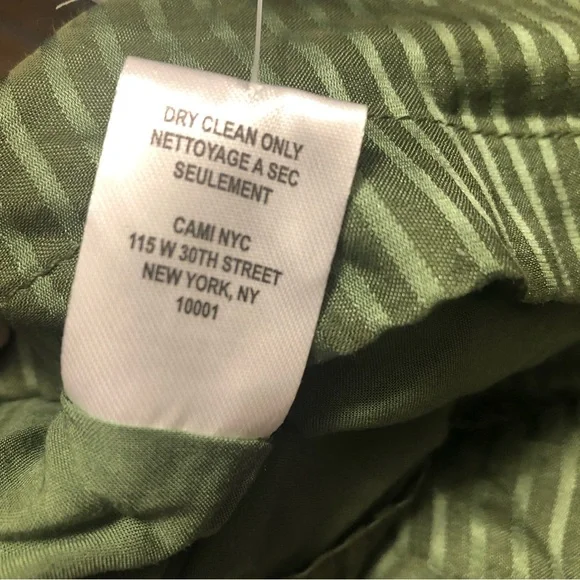 DRY CLEAN ONLY
NETTOYAGE A SEC
SEULEMENT
CAMI NYC
115 W 30TH STREET
NEW YORK, NY
10001